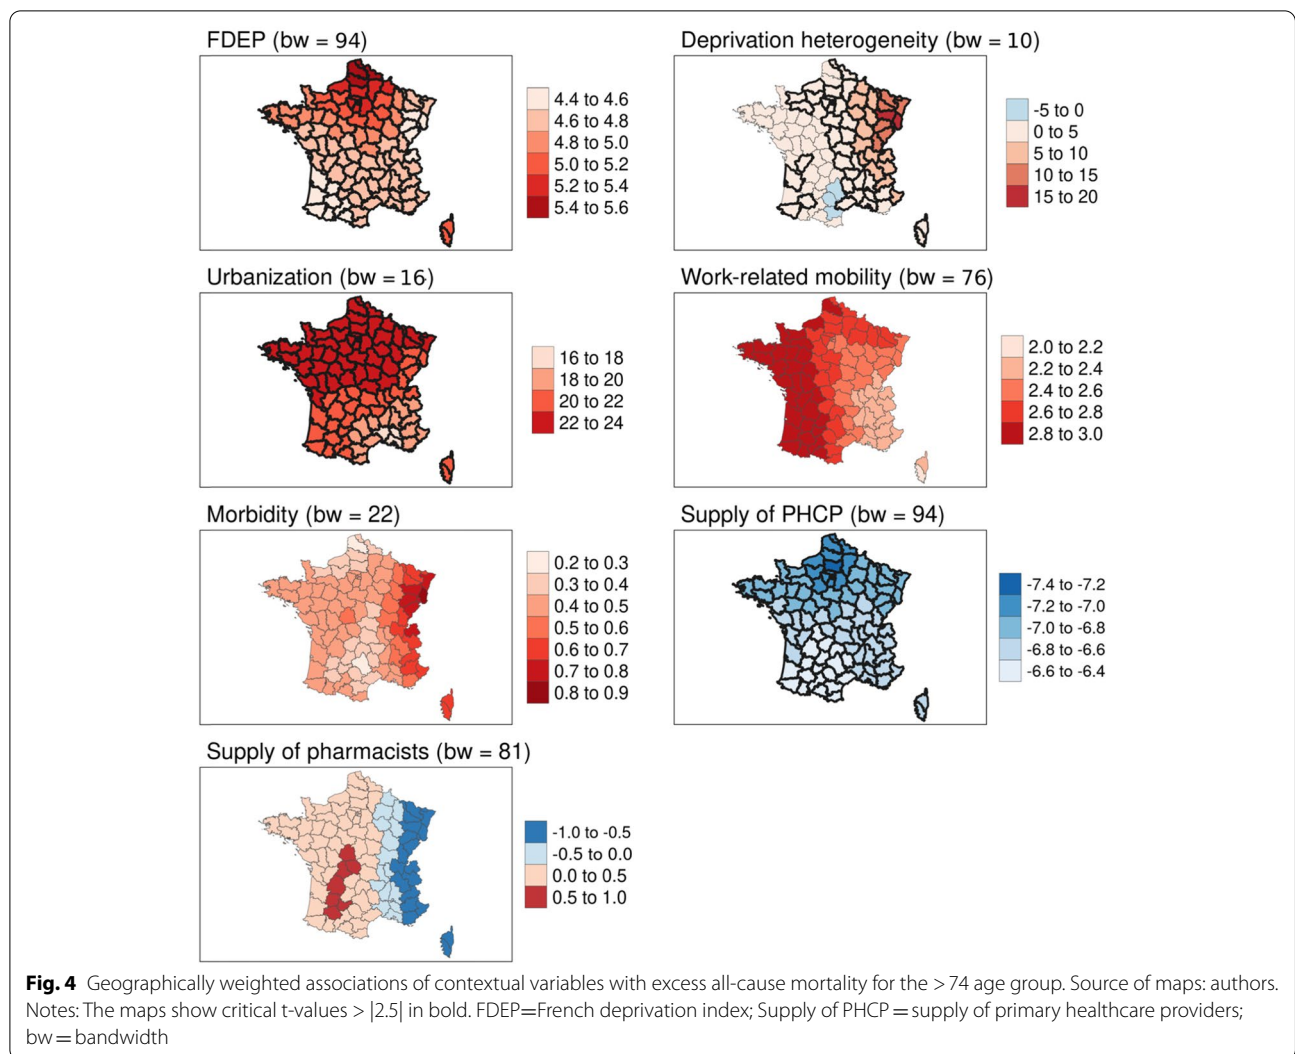 FDEP (bw = 94)
4.4 to 4.6
4.6 to 4.8
4.8 to 5.0
5.0 to 5.2
5.2 to 5.4
5.4 to 5.6
Deprivation heterogeneity (bw = 10)
-5 to 0
0 to 5
5 to 10
10 to 15
15 to 20
Urbanization (bw = 16)
16 to 18
18 to 20
20 to 22
22 to 24
Work-related mobility (bw = 76)
2.0 to 2.2
2.2 to 2.4
2.4 to 2.6
2.6 to 2.8
2.8 to 3.0
Morbidity (bw = 22)
0.2 to 0.3
0.3 to 0.4
0.4 to 0.5
0.5 to 0.6
0.6 to 0.7
0.7 to 0.8
0.8 to 0.9
Supply of PHCP (bw = 94)
-7.4 to -7.2
-7.2 to -7.0
-7.0 to -6.8
-6.8 to -6.6
-6.6 to -6.4
Supply of pharmacists (bw = 81)
-1.0 to -0.5
-0.5 to 0.0
0.0 to 0.5
0.5 to 1.0
Fig. 4 Geographically weighted associations of contextual variables with excess all-cause mortality for the > 74 age group. Source of maps: authors.
Notes: The maps show critical t-values > |2.5| in bold. FDEP=French deprivation index; Supply of PHCP = supply of primary healthcare providers;
bw = bandwidth